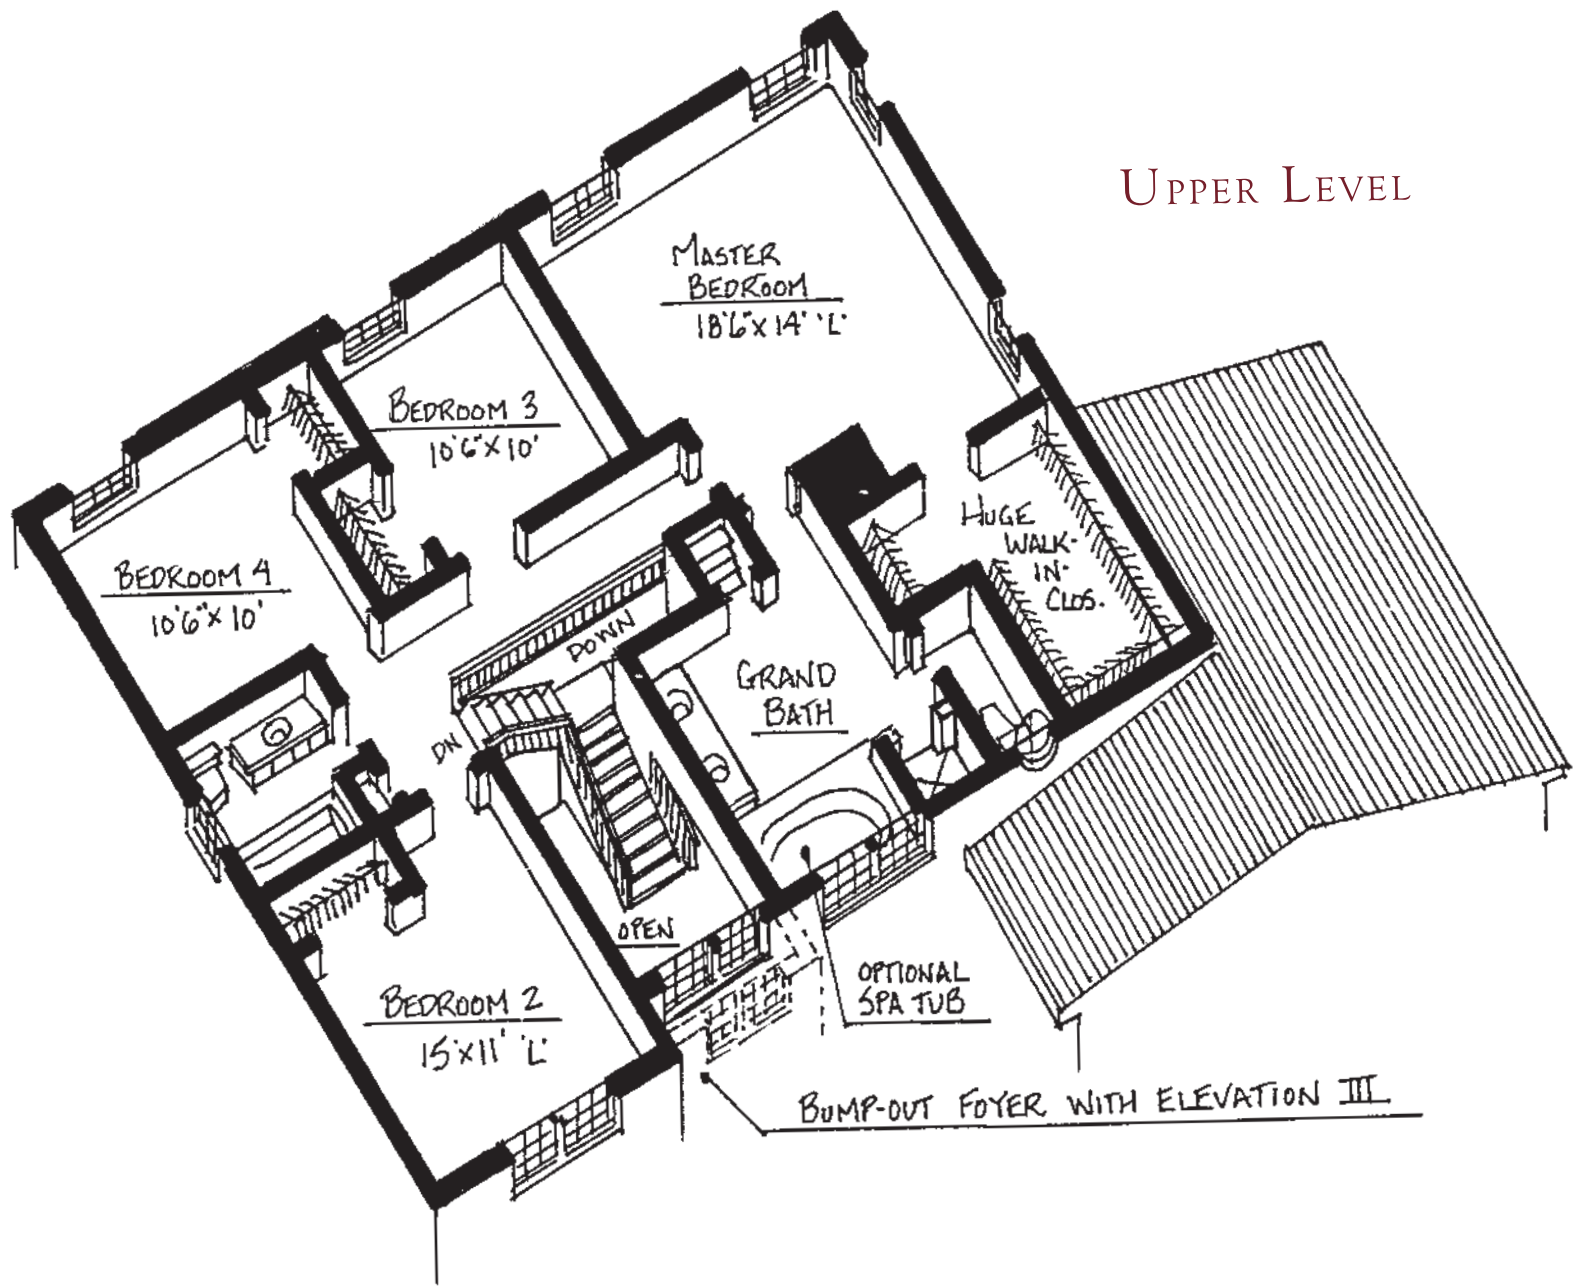 UPPER LEVEL
MASTER
BEDROOM
18'6"X14' 'L'
BEDROOM 3
10'6"X10'
BEDROOM 4
10'6"X10'
HUGE
WALK-
IN-
CLOS.
DOWN
DN
GRAND
BATH
OPEN
OPTIONAL
SPA TUB
BEDROOM 2
15'X11' 'L'
BUMP-OUT FOYER WITH ELEVATION III